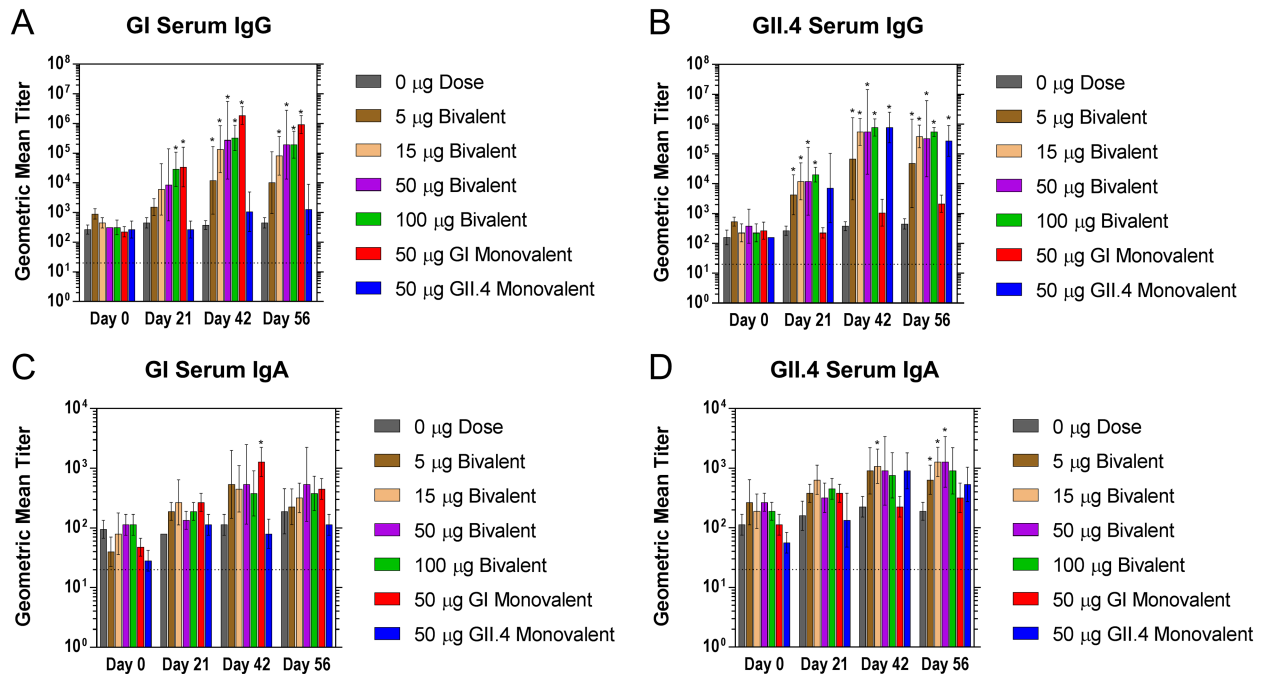 A
GI Serum IgG
Geometric Mean Titer
10⁸
10⁷
10⁶
10⁵
10⁴
10³
10²
10¹
10⁰
* * * * * * * * * * *
Day 0 Day 21 Day 42 Day 56
0 μg Dose
5 μg Bivalent
15 μg Bivalent
50 μg Bivalent
100 μg Bivalent
50 μg GI Monovalent
50 μg GII.4 Monovalent
B
GII.4 Serum IgG
Geometric Mean Titer
10⁸
10⁷
10⁶
10⁵
10⁴
10³
10²
10¹
10⁰
* * * * * * * * * * * * * *
Day 0 Day 21 Day 42 Day 56
0 μg Dose
5 μg Bivalent
15 μg Bivalent
50 μg Bivalent
100 μg Bivalent
50 μg GI Monovalent
50 μg GII.4 Monovalent
C
GI Serum IgA
Geometric Mean Titer
10⁴
10³
10²
10¹
10⁰
*
Day 0 Day 21 Day 42 Day 56
0 μg Dose
5 μg Bivalent
15 μg Bivalent
50 μg Bivalent
100 μg Bivalent
50 μg GI Monovalent
50 μg GII.4 Monovalent
D
GII.4 Serum IgA
Geometric Mean Titer
10⁴
10³
10²
10¹
10⁰
* * * *
Day 0 Day 21 Day 42 Day 56
0 μg Dose
5 μg Bivalent
15 μg Bivalent
50 μg Bivalent
100 μg Bivalent
50 μg GI Monovalent
50 μg GII.4 Monovalent